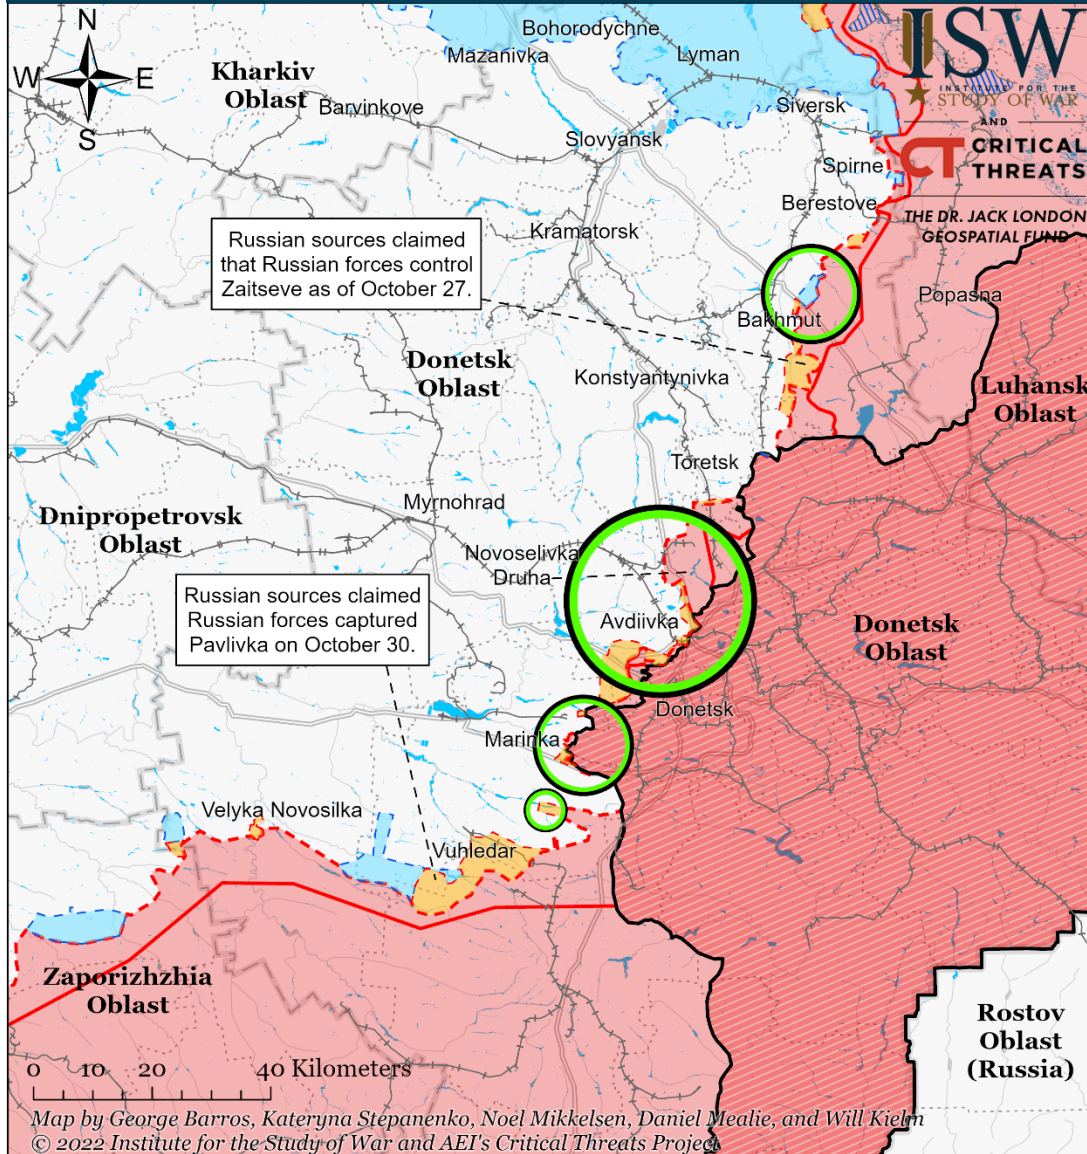 N
W E
S
ISW
INSTITUTE FOR THE
STUDY OF WAR
AND
CT CRITICAL
THREATS
THE DR. JACK LONDON
GEOSPATIAL FUND
Bohorodychne
Mazanivka
Lyman
Kharkiv
Oblast
Barvinkove
Siversk
Slovyansk
Spirne
Berestove
Kramatorsk
Russian sources claimed
that Russian forces control
Zaitseve as of October 27.
Popasna
Bakhmut
Donetsk
Oblast
Konstyantynivka
Luhansk
Oblast
Toretsk
Myrnohrad
Dnipropetrovsk
Oblast
Novoselivka
Druha
Russian sources claimed
Russian forces captured
Pavlivka on October 30.
Avdiivka
Donetsk
Oblast
Donetsk
Marinka
Velyka Novosilka
Vuhledar
Zaporizhzhia
Oblast
Rostov
Oblast
(Russia)
0 10 20 40 Kilometers
Map by George Barros, Kateryna Stepanenko, Noel Mikkelsen, Daniel Mealie, and Will Kielm
© 2022 Institute for the Study of War and AEI's Critical Threats Project